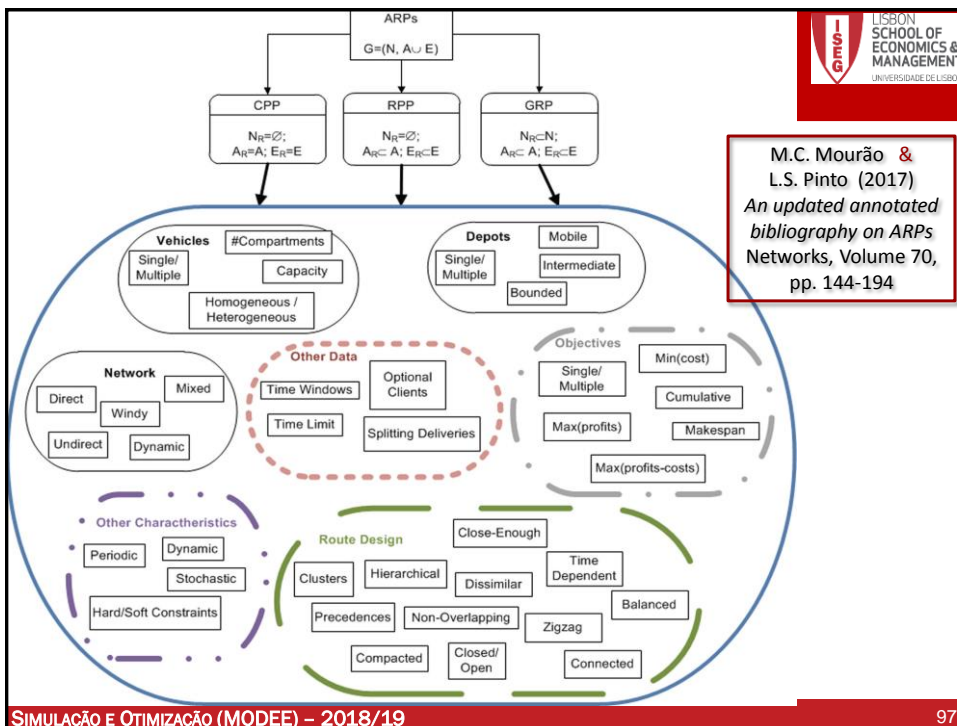 ARPs
G=(N, A∪ E)
LISBON
SCHOOL OF
ECONOMICS &
MANAGEMENT
UNIVERSIDADE DE LISBO
ISEG
CPP
N_R=∅;
A_R=A; E_R=E
RPP
N_R=∅;
A_R⊂ A; E_R⊂E
GRP
N_R⊂N;
A_R⊂ A; E_R⊂E
M.C. Mourão &
L.S. Pinto (2017)
An updated annotated
bibliography on ARPs
Networks, Volume 70,
pp. 144-194
Vehicles
#Compartments
Single/
Multiple
Capacity
Homogeneous /
Heterogeneous
Depots
Mobile
Single/
Multiple
Intermediate
Bounded
Network
Direct
Mixed
Windy
Undirect
Dynamic
Other Data
Time Windows
Optional
Clients
Time Limit
Splitting Deliveries
Objectives
Single/
Multiple
Min(cost)
Cumulative
Max(profits)
Makespan
Max(profits-costs)
Other Charactheristics
Periodic
Dynamic
Stochastic
Hard/Soft Constraints
Route Design
Close-Enough
Clusters
Hierarchical
Dissimilar
Time
Dependent
Precedences
Non-Overlapping
Zigzag
Balanced
Compacted
Closed/
Open
Connected
SIMULAÇÃO E OTIMIZAÇÃO (MODEE) – 2018/19
97